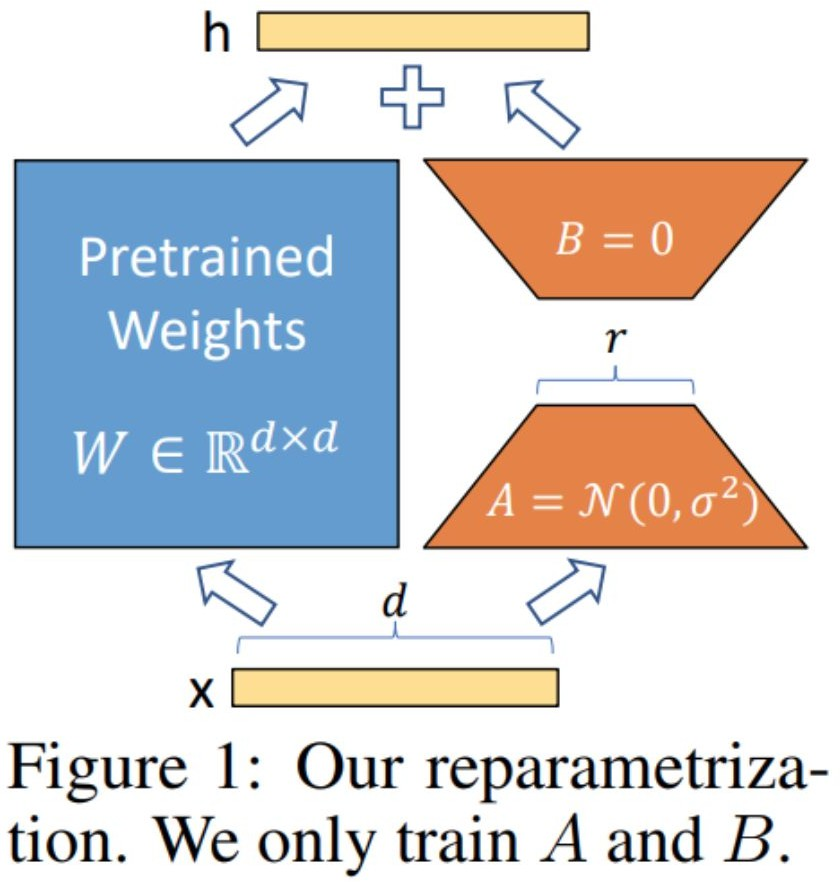 h
Pretrained
Weights
W ∈ ℝ^{d×d}
B = 0
r
A = 𝒩(0, σ²)
d
x
Figure 1: Our reparametriza-
tion. We only train A and B.